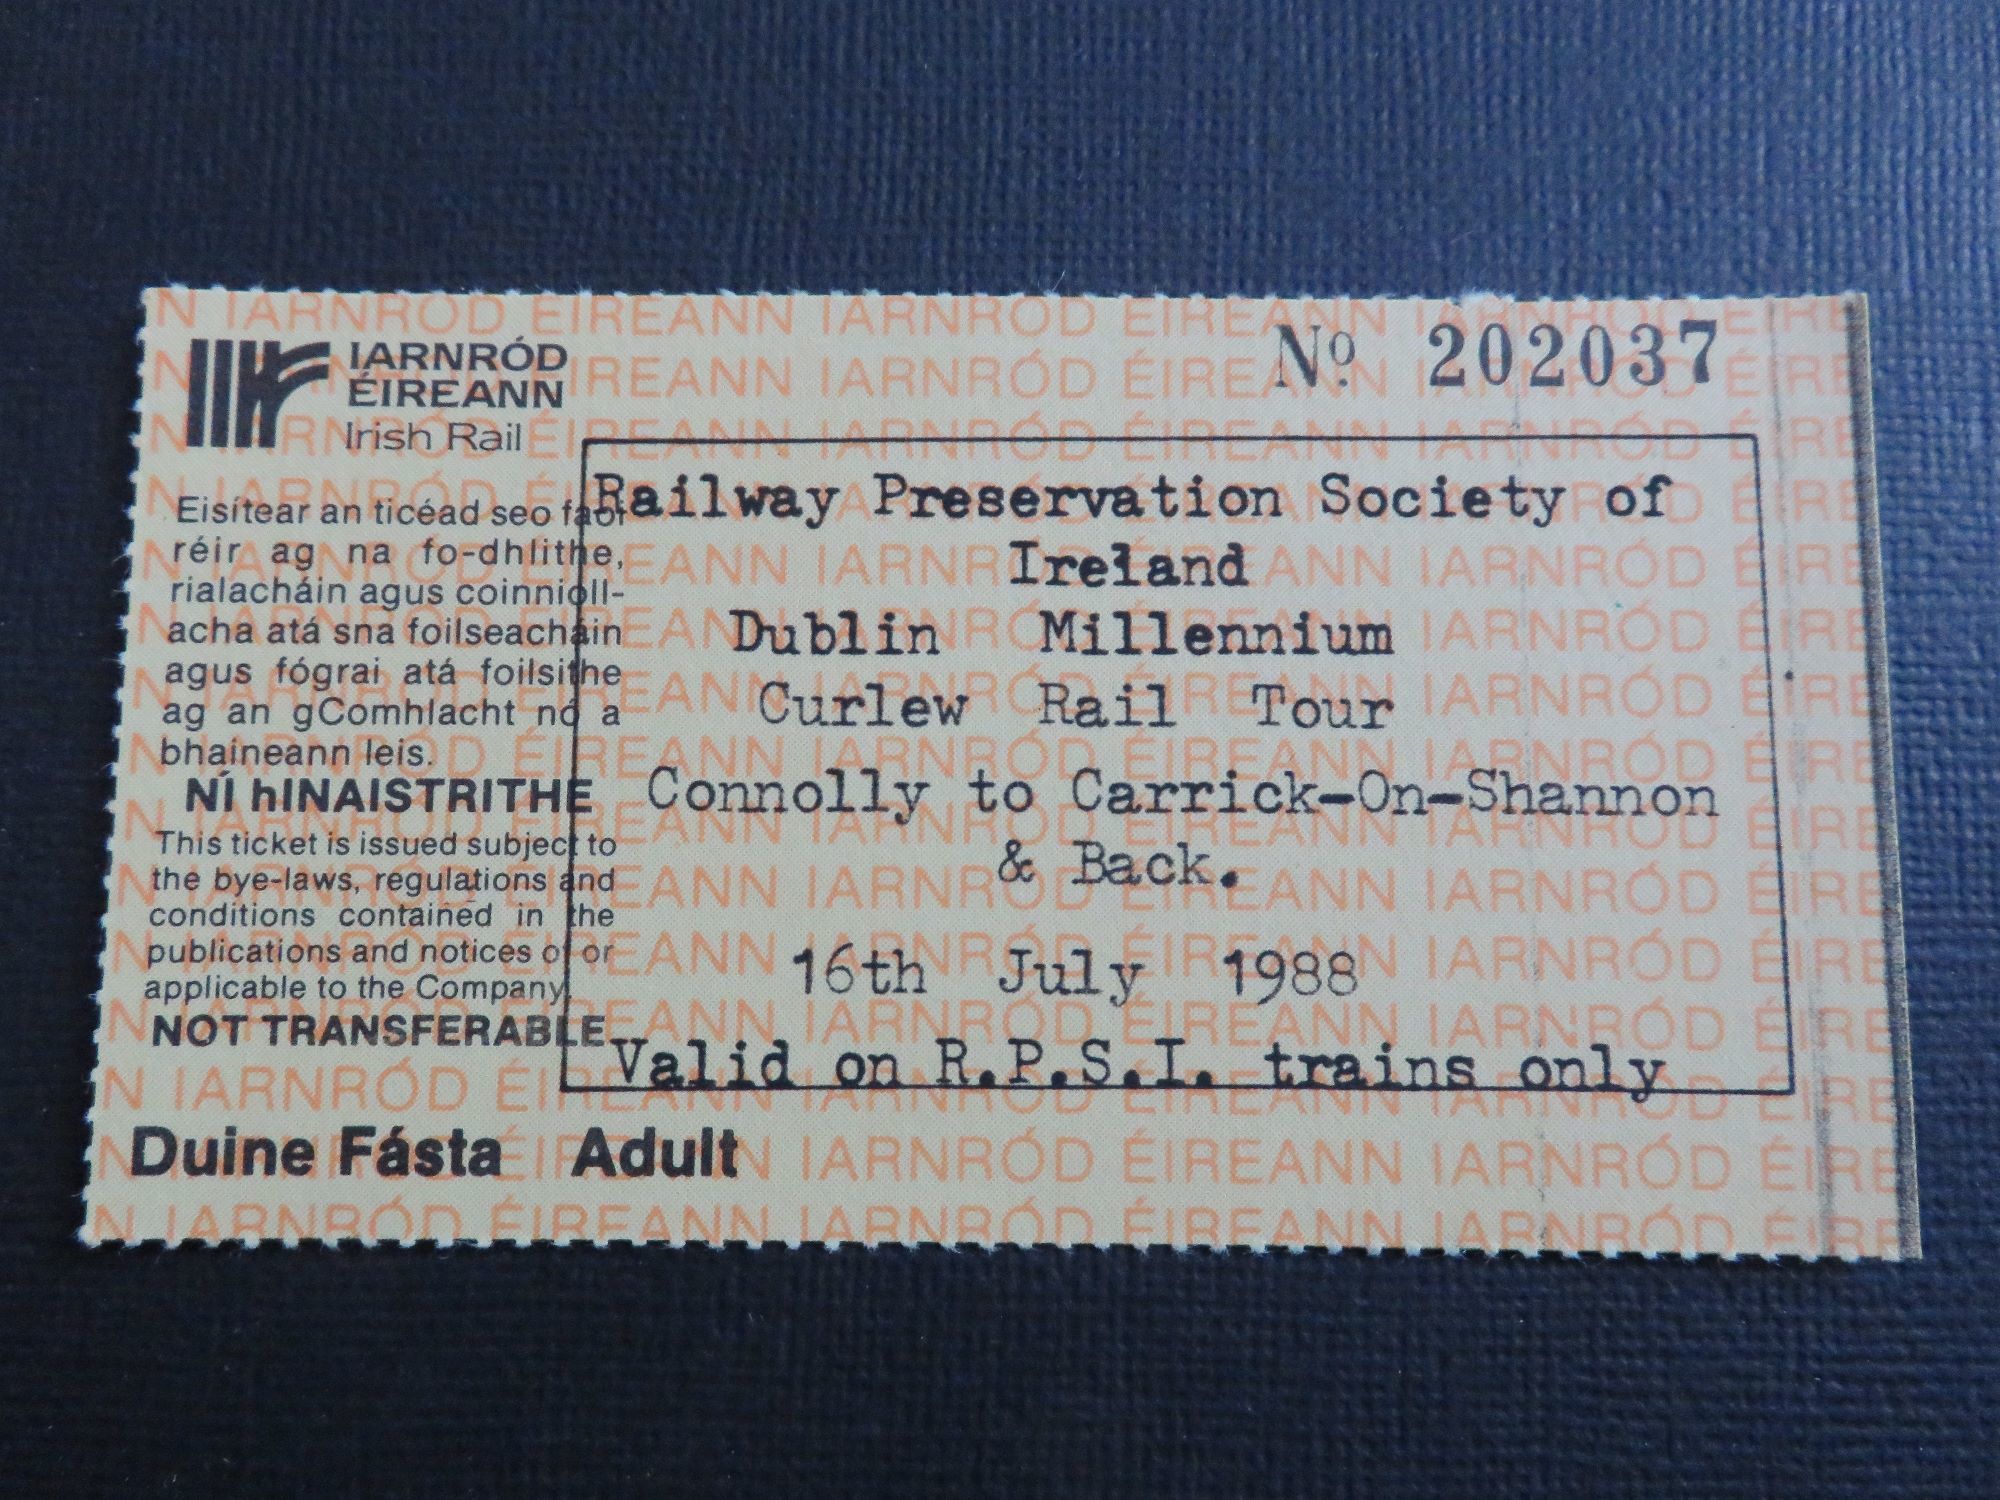 IARNRÓD
ÉIREANN
Irish Rail
Nº 202037
Eisítear an ticéad seo faoi
réir ag na fo-dhlithe,
rialacháin agus coinníoll-
acha atá sna foilseacháin
agus fógrai atá foilsithe
ag an gComhlacht nó a
bhaineann leis.
NÍ hINAISTRITHE
This ticket is issued subject to
the bye-laws, regulations and
conditions contained in the
publications and notices of or
applicable to the Company.
NOT TRANSFERABLE
Railway Preservation Society of
Ireland
Dublin Millennium
Curlew Rail Tour
Connolly to Carrick-On-Shannon
& Back.
16th July 1988
Valid on R.P.S.I. trains only
Duine Fásta Adult